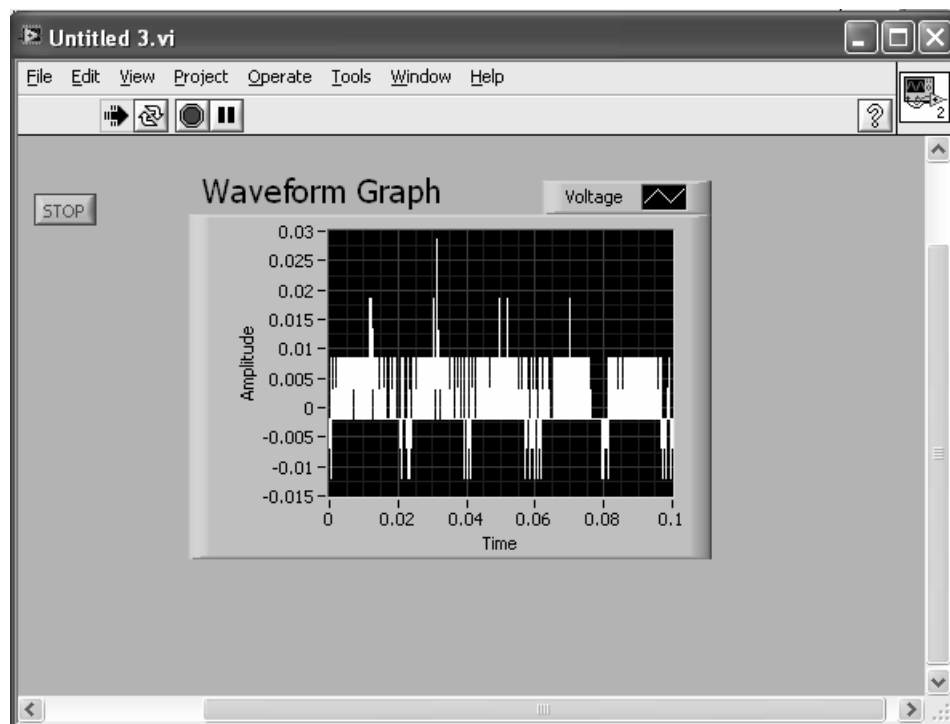 Untitled 3.vi
File Edit View Project Operate Tools Window Help
?
2
STOP
Waveform Graph
Voltage
0.03
0.025
0.02
0.015
0.01
0.005
0
-0.005
-0.01
-0.015
Amplitude
0 0.02 0.04 0.06 0.08 0.1
Time